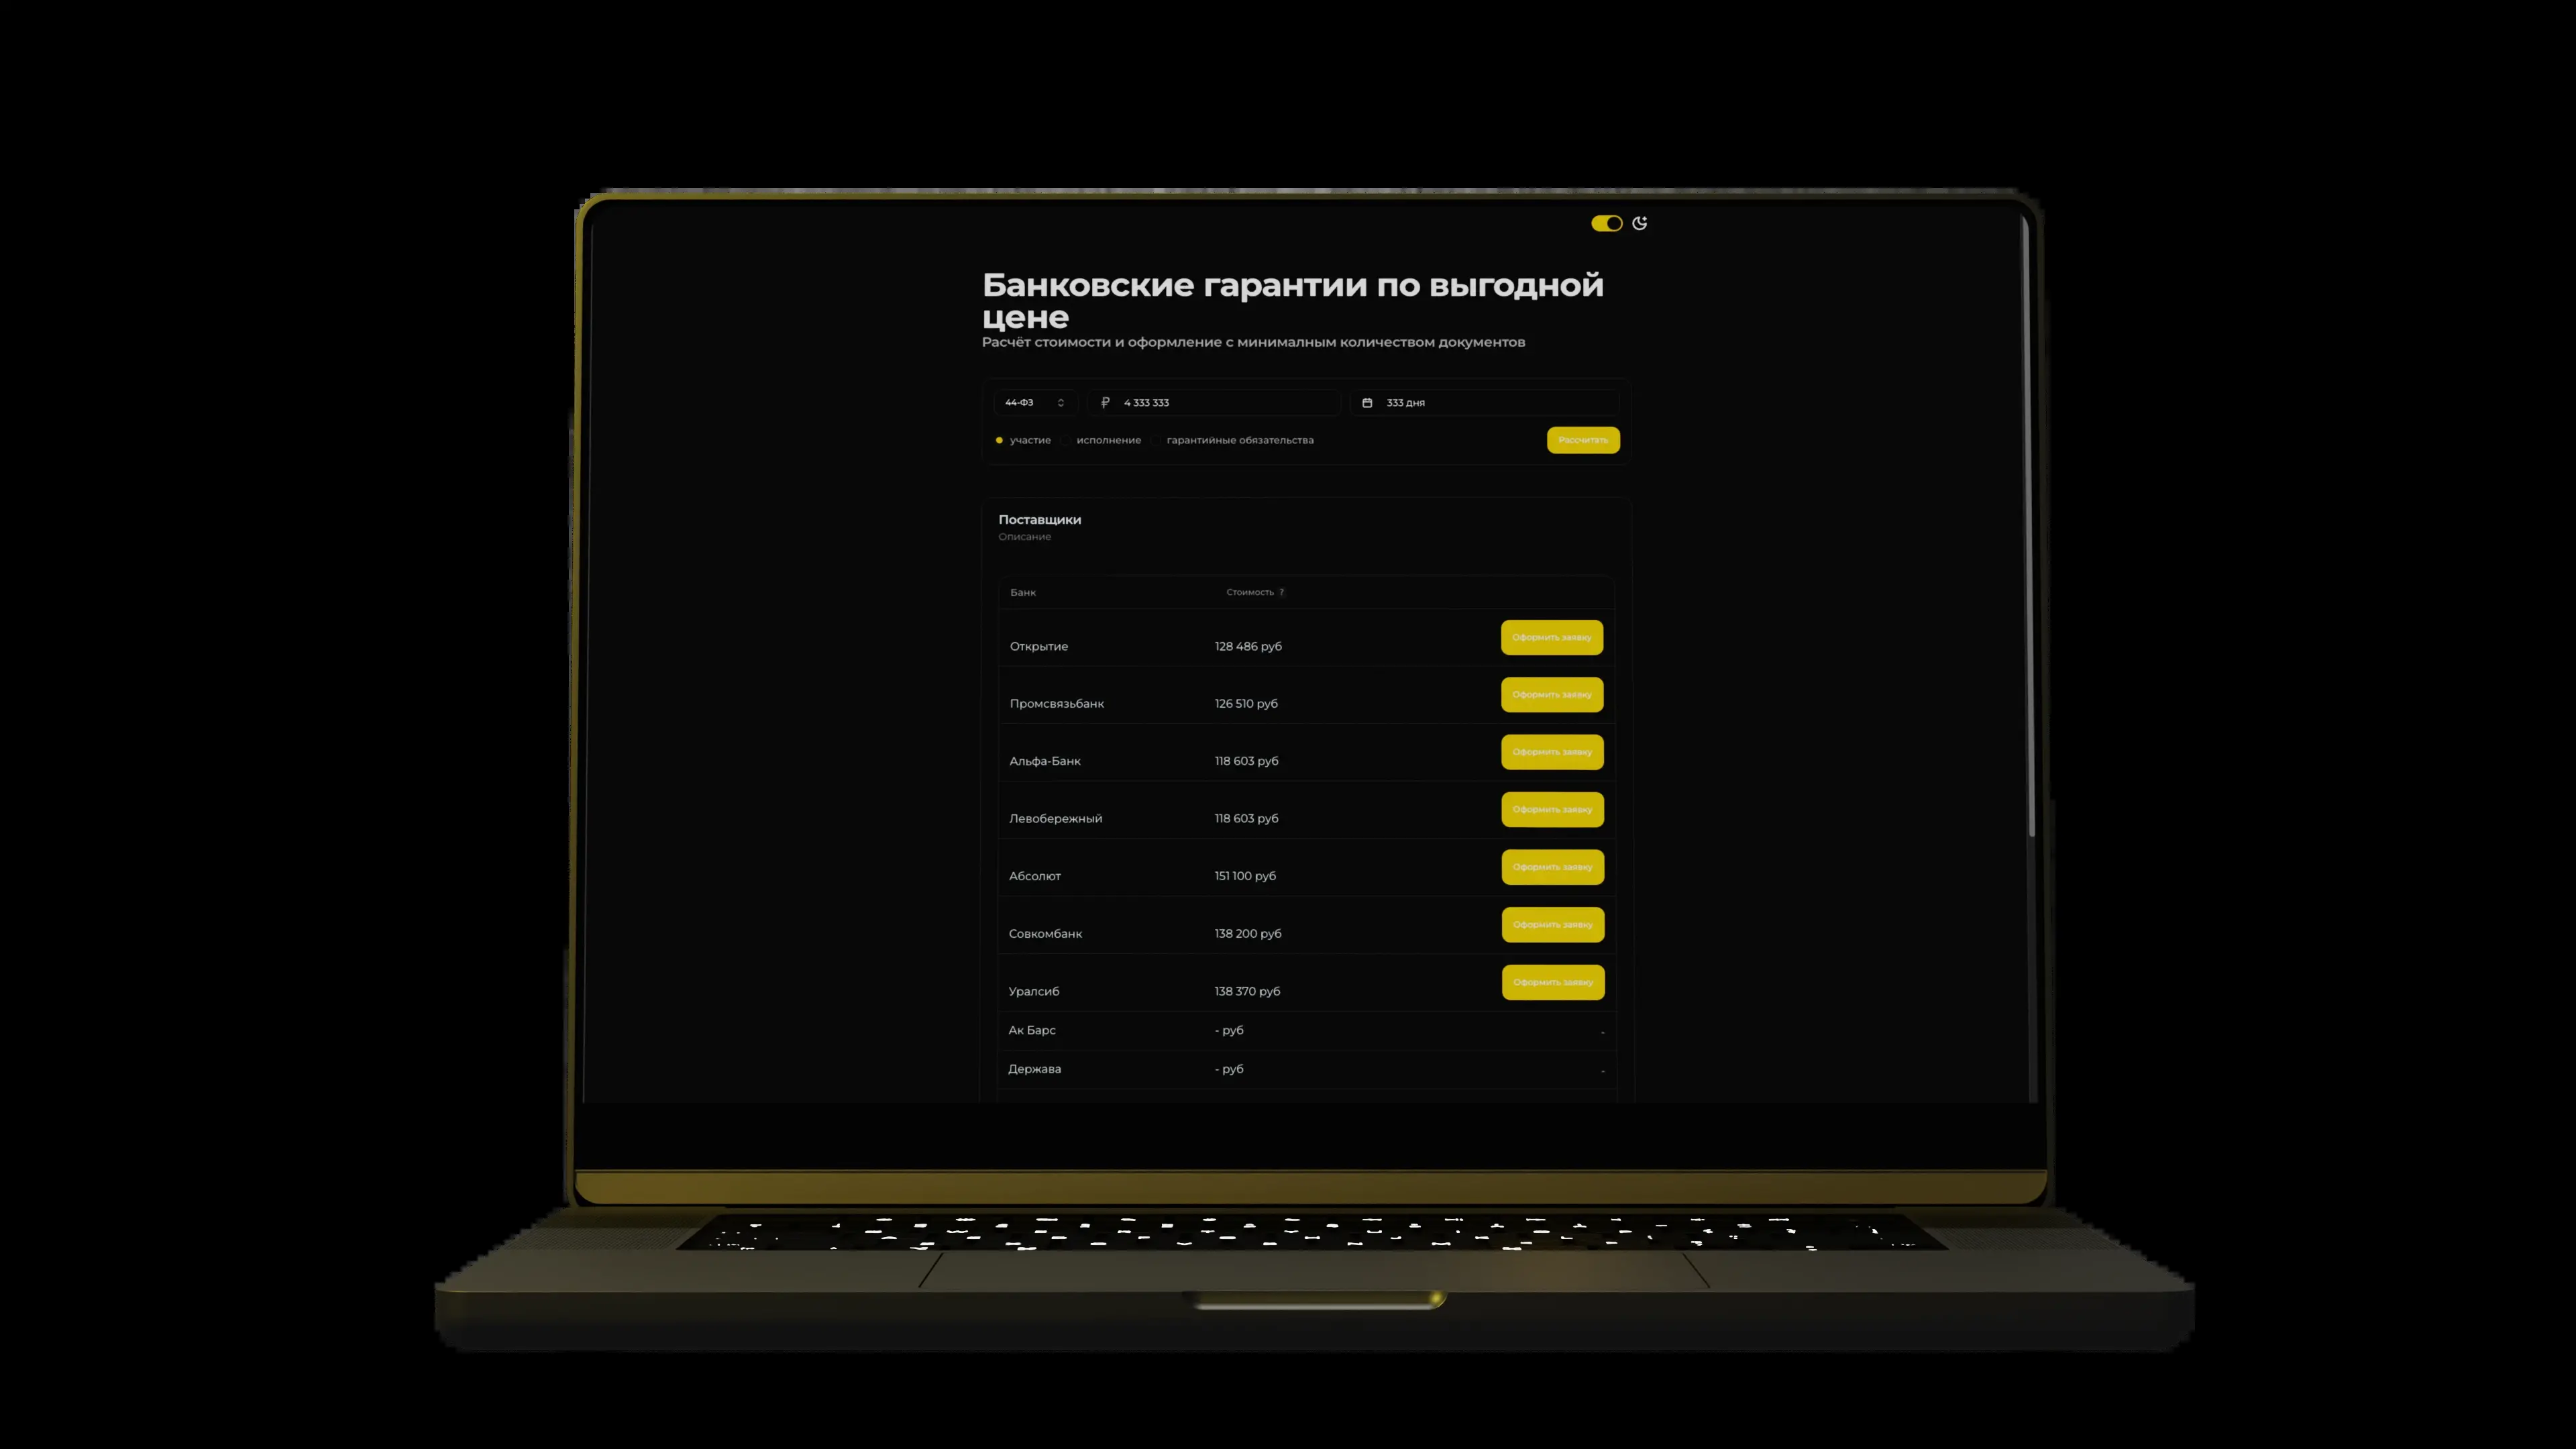 Банковские гарантии по выгодной
цене
Расчёт стоимости и оформление с минималным количеством документов
44-ФЗ ₽ 4 333 333 333 дня
участие исполнение гарантийные обязательства Рассчитать
Поставщики
Описание
Банк Стоимость ?
Открытие 128 486 руб Оформить заявку
Промсвязьбанк 126 510 руб Оформить заявку
Альфа-Банк 118 603 руб Оформить заявку
Левобережный 118 603 руб Оформить заявку
Абсолют 151 100 руб Оформить заявку
Совкомбанк 138 200 руб Оформить заявку
Уралсиб 138 370 руб Оформить заявку
Ак Барс - руб -
Держава - руб -